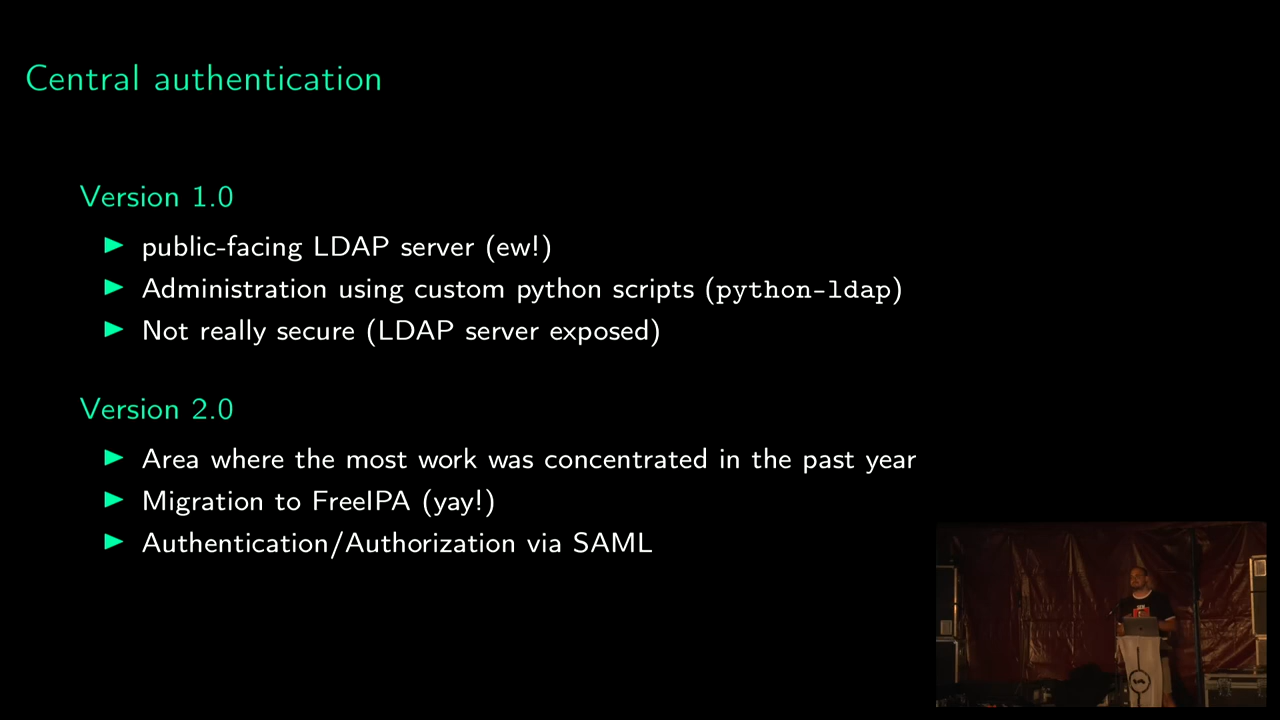 Central authentication
Version 1.0
public-facing LDAP server (ew!)
Administration using custom python scripts (python-ldap)
Not really secure (LDAP server exposed)
Version 2.0
Area where the most work was concentrated in the past year
Migration to FreeIPA (yay!)
Authentication/Authorization via SAML